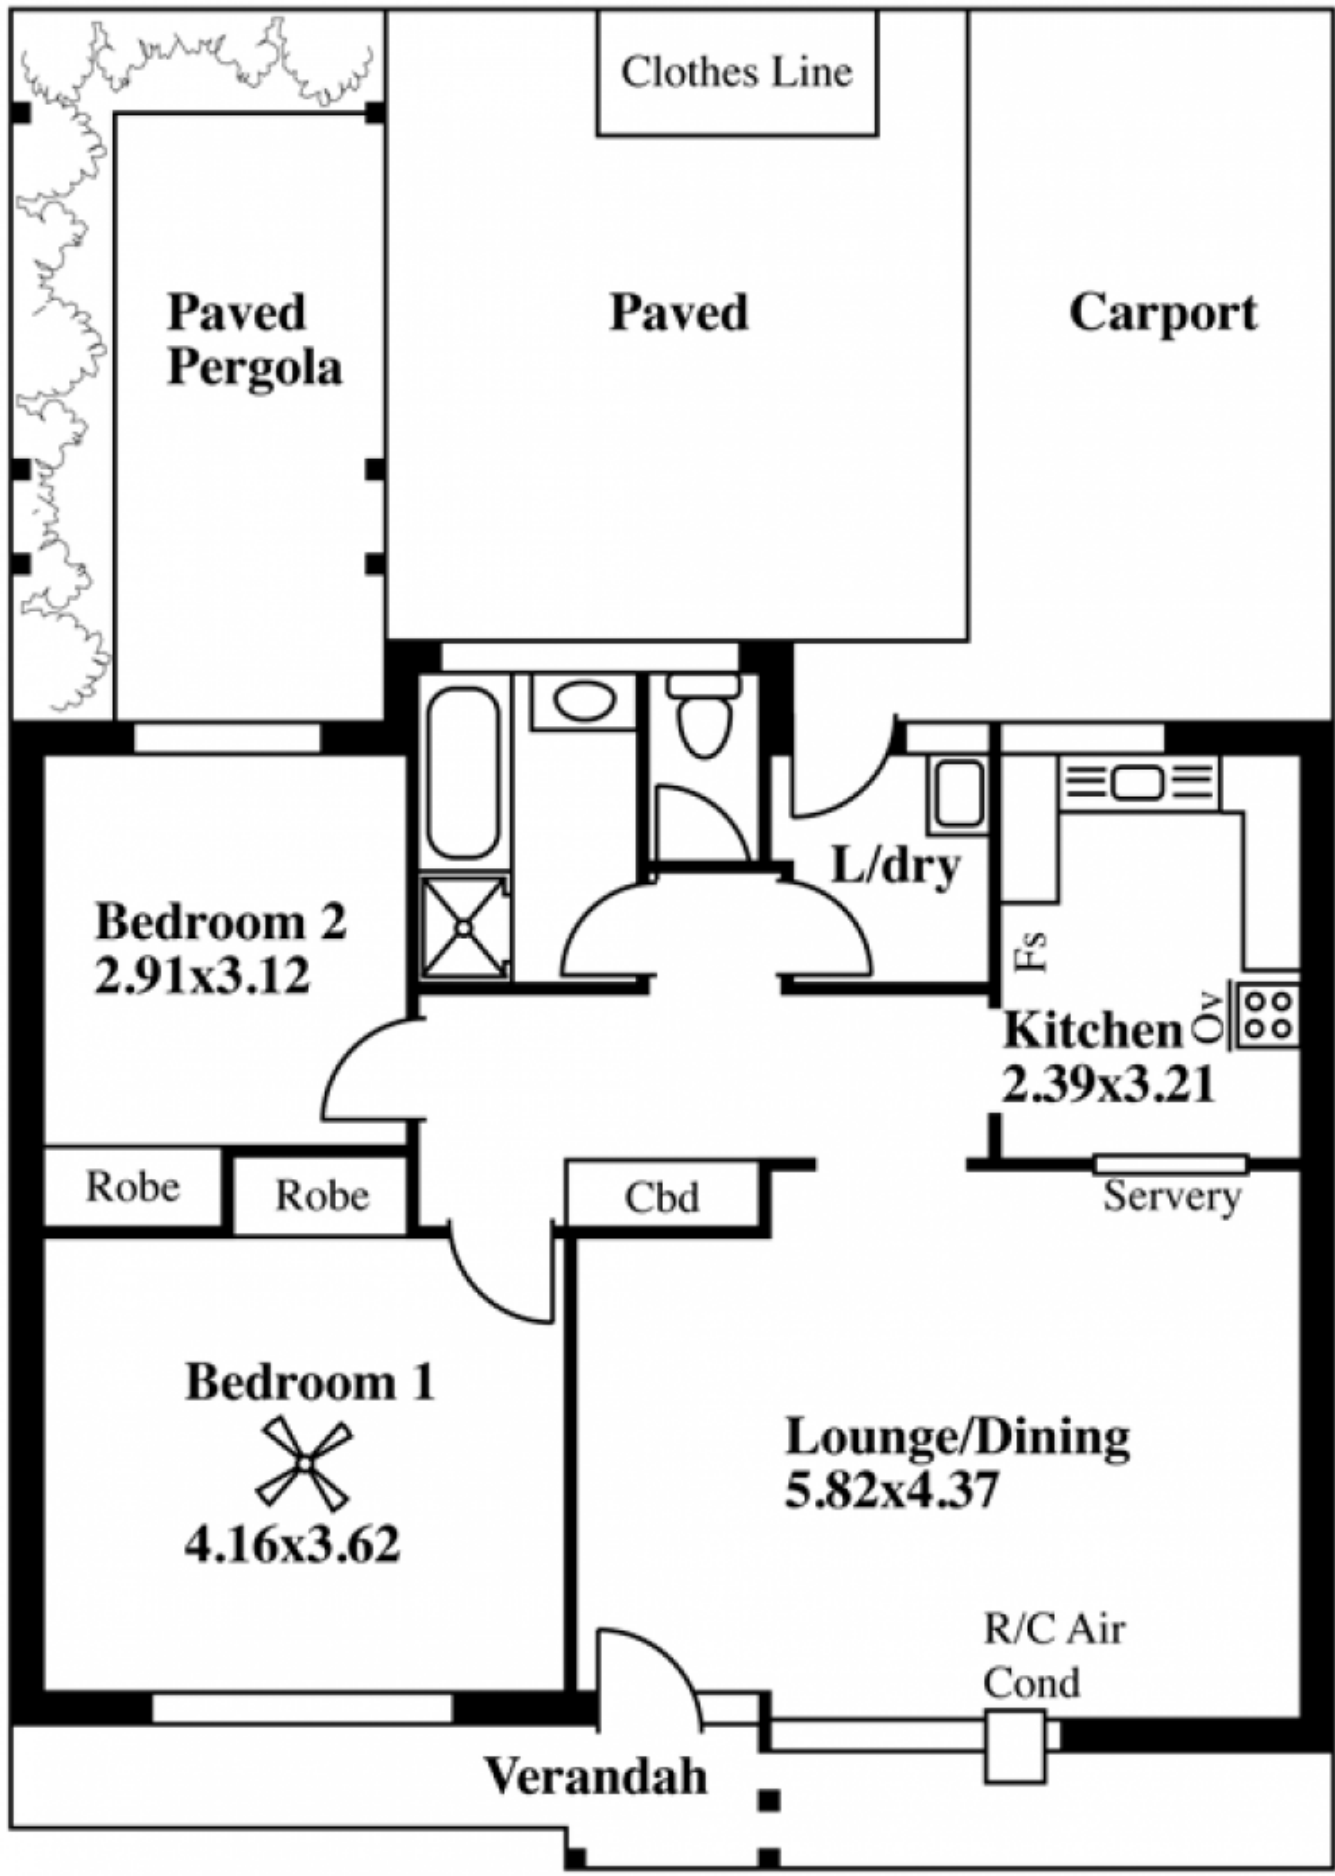 Clothes Line
Paved
Pergola
Paved
Carport
L/dry
Bedroom 2
2.91x3.12
Fs
Ov
Kitchen
2.39x3.21
Robe
Robe
Cbd
Servery
Bedroom 1
4.16x3.62
Lounge/Dining
5.82x4.37
R/C Air
Cond
Verandah